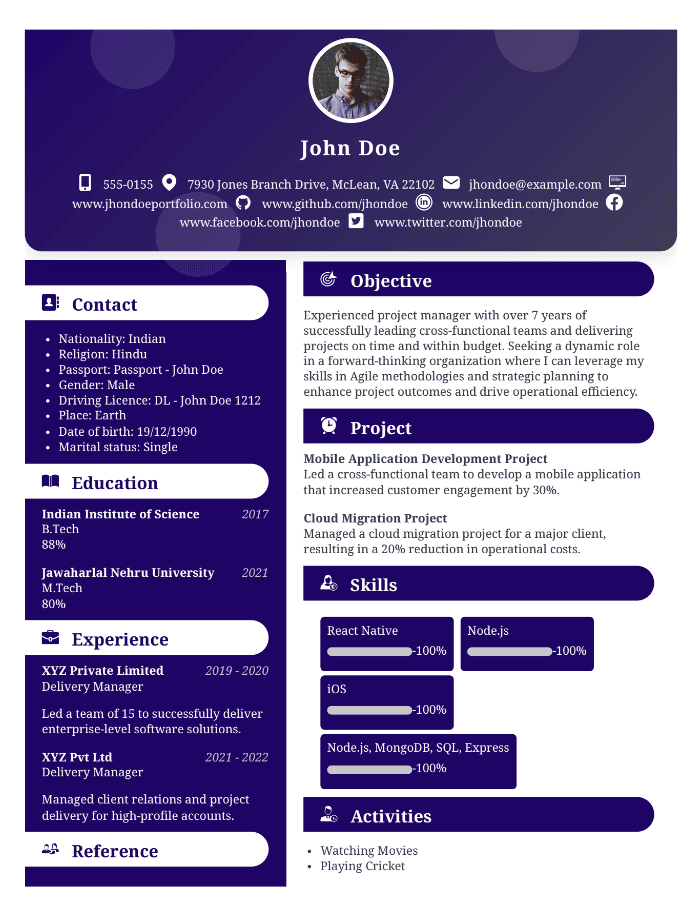 John Doe
555-0155 7930 Jones Branch Drive, McLean, VA 22102 jhondoe@example.com
www.jhondoeportfolio.com www.github.com/jhondoe www.linkedin.com/jhondoe
www.facebook.com/jhondoe www.twitter.com/jhondoe
Contact
• Nationality: Indian
• Religion: Hindu
• Passport: Passport - John Doe
• Gender: Male
• Driving Licence: DL - John Doe 1212
• Place: Earth
• Date of birth: 19/12/1990
• Marital status: Single
Education
Indian Institute of Science 2017
B.Tech
88%
Jawaharlal Nehru University 2021
M.Tech
80%
Experience
XYZ Private Limited 2019 - 2020
Delivery Manager
Led a team of 15 to successfully deliver
enterprise-level software solutions.
XYZ Pvt Ltd 2021 - 2022
Delivery Manager
Managed client relations and project
delivery for high-profile accounts.
Reference
Objective
Experienced project manager with over 7 years of
successfully leading cross-functional teams and delivering
projects on time and within budget. Seeking a dynamic role
in a forward-thinking organization where I can leverage my
skills in Agile methodologies and strategic planning to
enhance project outcomes and drive operational efficiency.
Project
Mobile Application Development Project
Led a cross-functional team to develop a mobile application
that increased customer engagement by 30%.
Cloud Migration Project
Managed a cloud migration project for a major client,
resulting in a 20% reduction in operational costs.
Skills
React Native
-100%
Node.js
-100%
iOS
-100%
Node.js, MongoDB, SQL, Express
-100%
Activities
• Watching Movies
• Playing Cricket